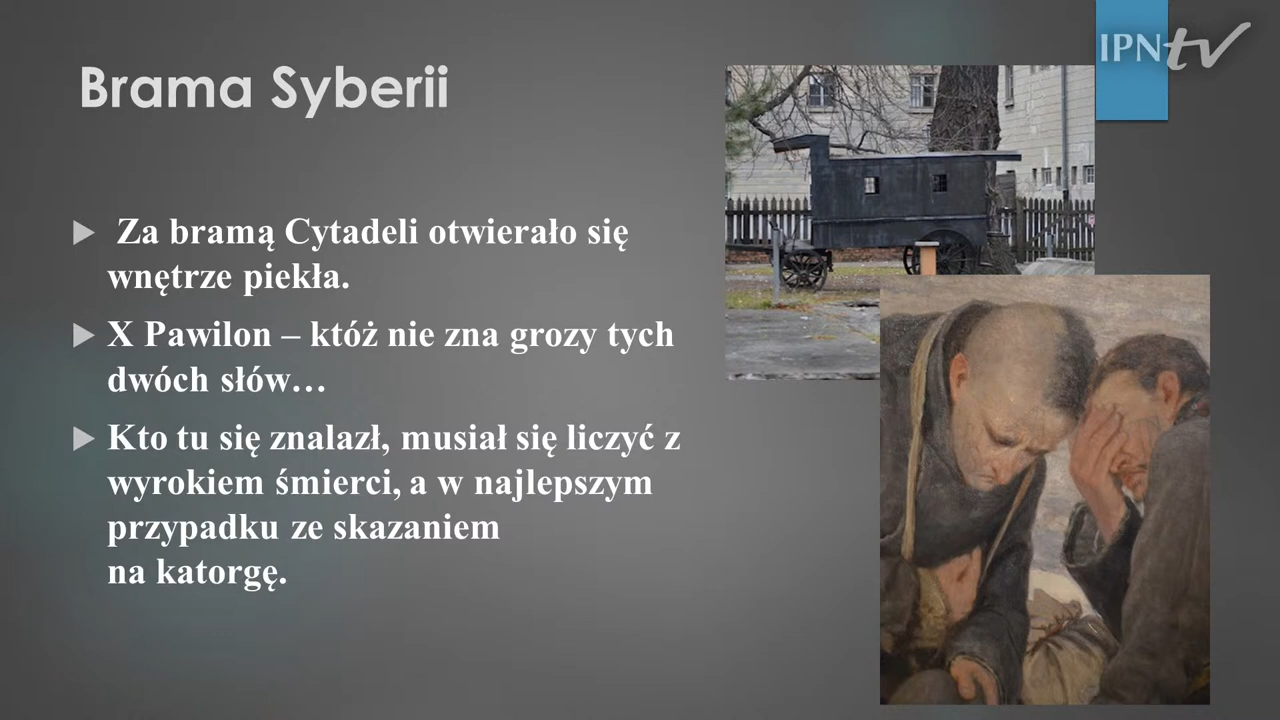 IPNtv
Brama Syberii
Za bramą Cytadeli otwierało się
wnętrze piekła.
X Pawilon – któż nie zna grozy tych
dwóch słów…
Kto tu się znalazł, musiał się liczyć z
wyrokiem śmierci, a w najlepszym
przypadku ze skazaniem
na katorgę.